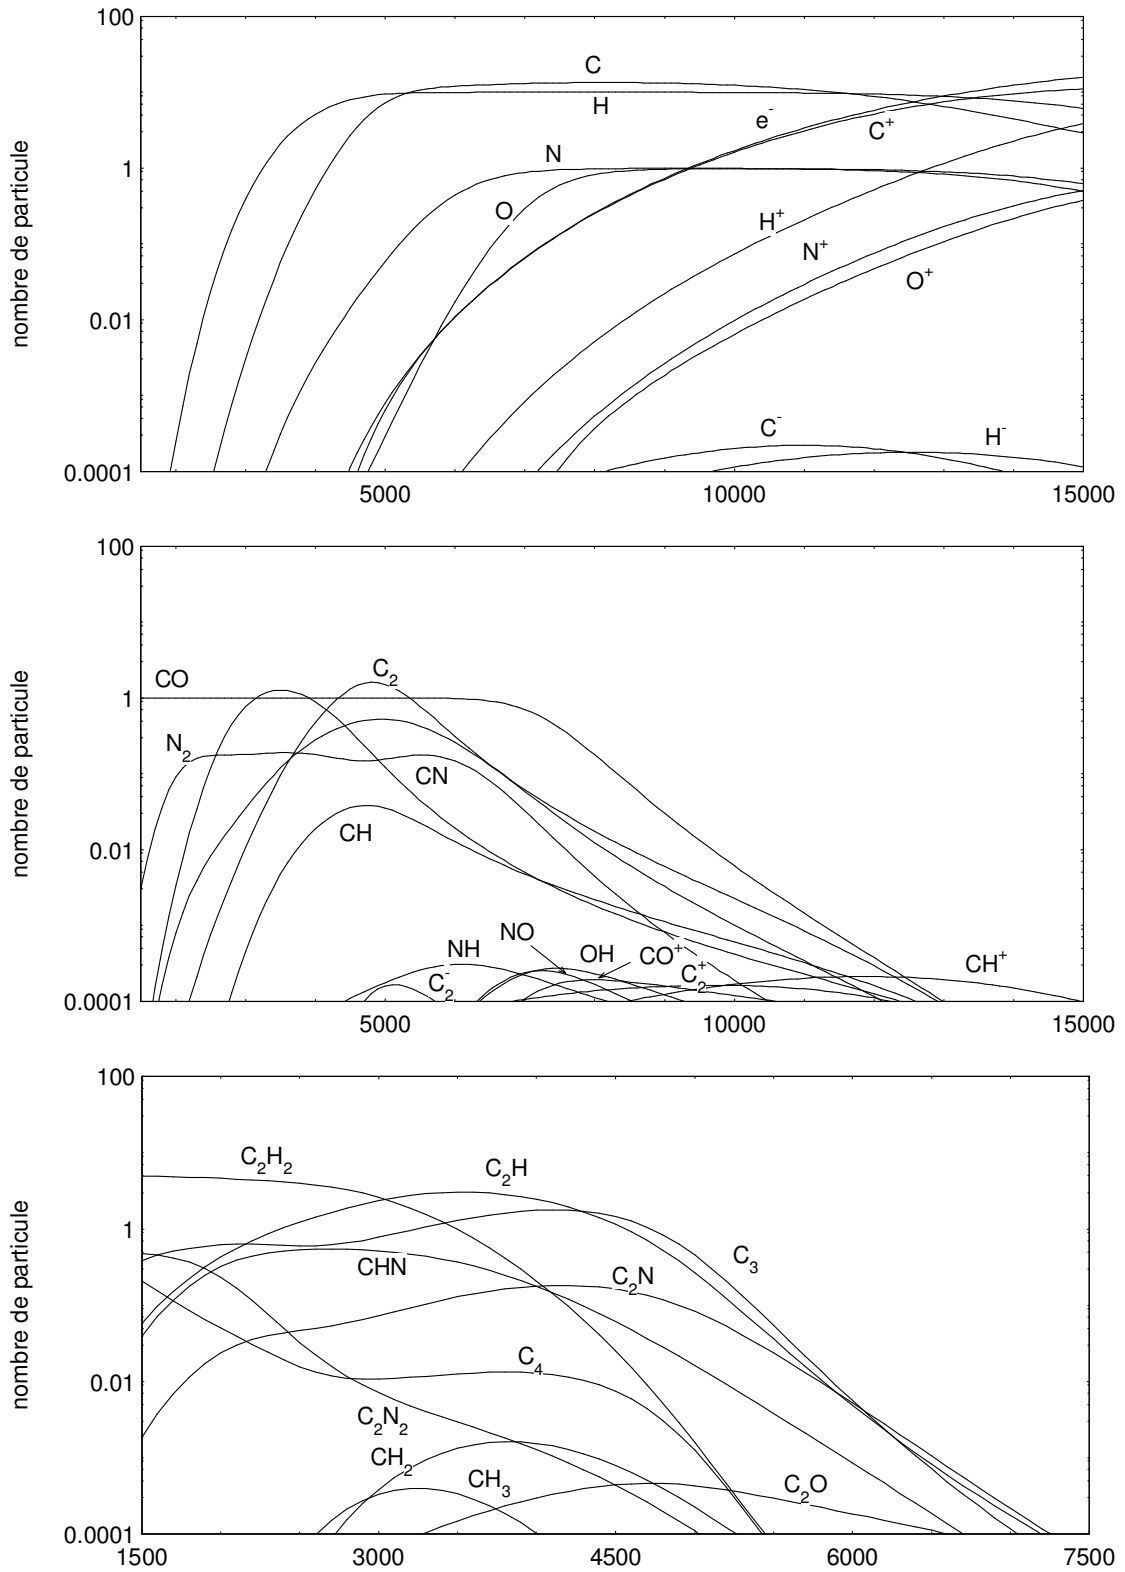 100
C
H
e-
C+
N
1
O
H+
N+
O+
0.01
C-
H-
0.0001
5000 10000 15000
nombre de particule
100
CO
C2
1
N2
CN
CH
0.01
NO
NH
OH
CO+
C2-
C2+
CH+
0.0001
5000 10000 15000
nombre de particule
100
C2H2
C2H
1
C3
CHN
C2N
C4
0.01
C2N2
CH2
CH3
C2O
0.0001
1500 3000 4500 6000 7500
nombre de particule